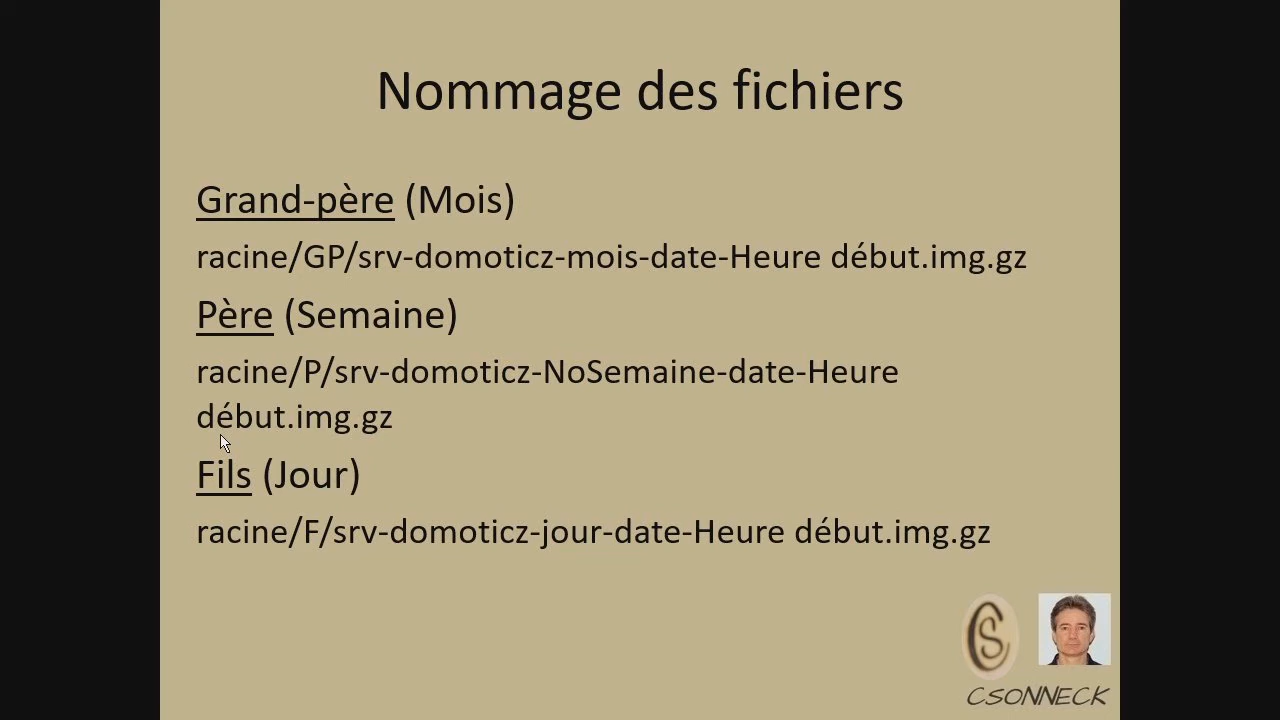 Nommage des fichiers
Grand-père (Mois)
racine/GP/srv-domoticz-mois-date-Heure début.img.gz
Père (Semaine)
racine/P/srv-domoticz-NoSemaine-date-Heure
début.img.gz
Fils (Jour)
racine/F/srv-domoticz-jour-date-Heure début.img.gz
CS
CSONNECK